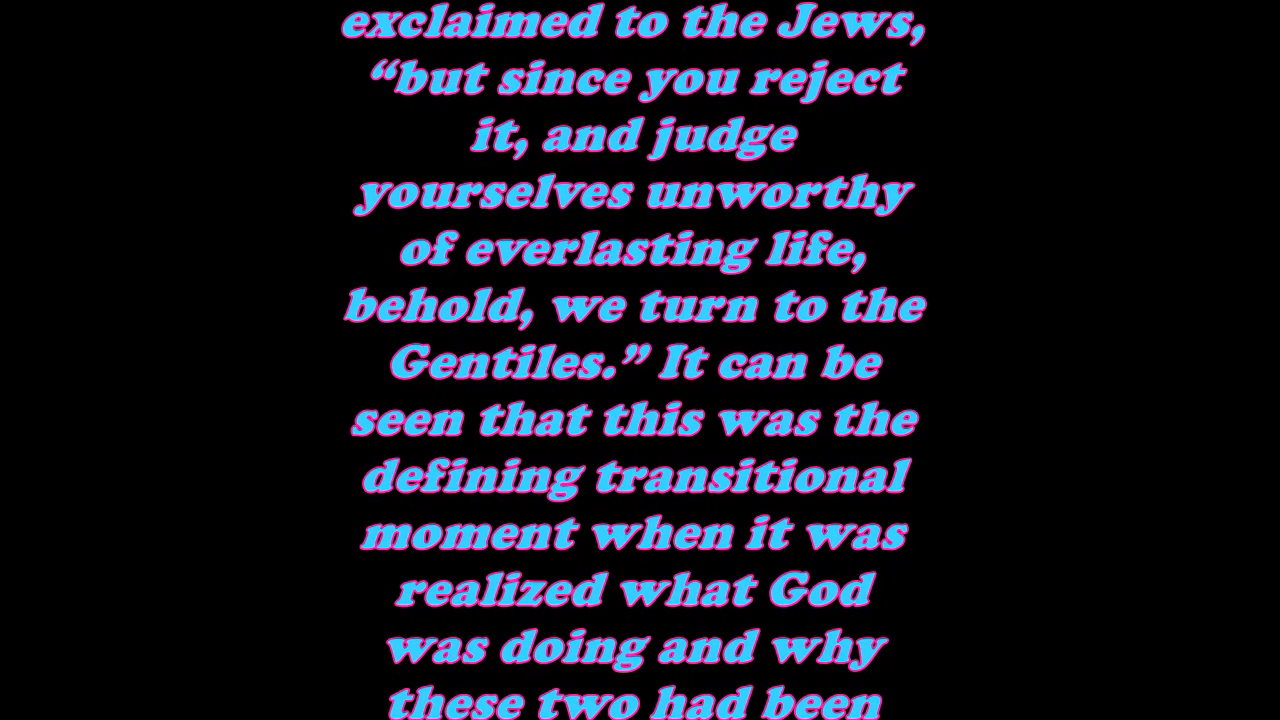 exclaimed to the Jews,
“but since you reject
it, and judge
yourselves unworthy
of everlasting life,
behold, we turn to the
Gentiles.” It can be
seen that this was the
defining transitional
moment when it was
realized what God
was doing and why
these two had been